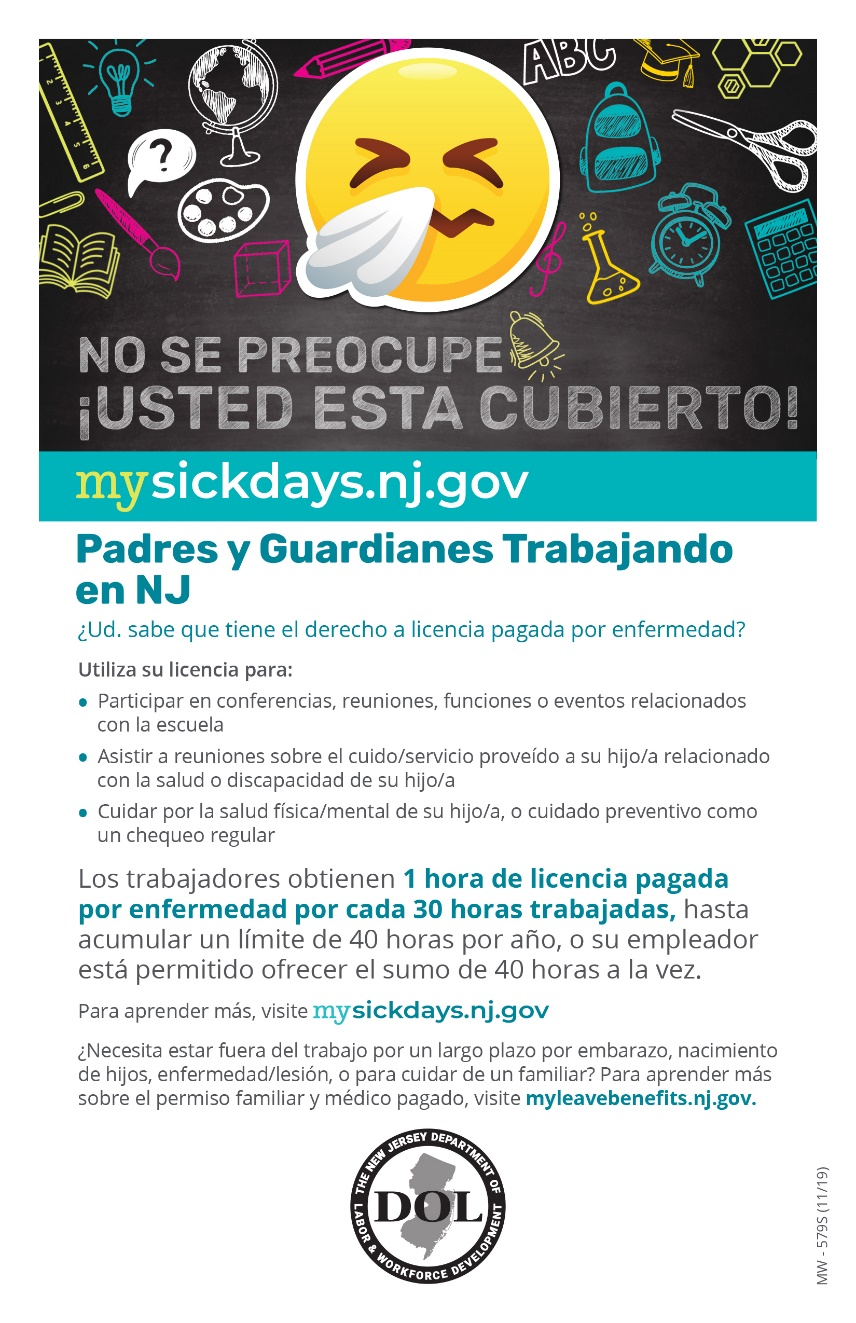 ABC
?
NO SE PREOCUPE
¡USTED ESTA CUBIERTO!
mysickdays.nj.gov
Padres y Guardianes Trabajando
en NJ
¿Ud. sabe que tiene el derecho a licencia pagada por enfermedad?
Utiliza su licencia para:
• Participar en conferencias, reuniones, funciones o eventos relacionados
con la escuela
• Asistir a reuniones sobre el cuido/servicio proveído a su hijo/a relacionado
con la salud o discapacidad de su hijo/a
• Cuidar por la salud física/mental de su hijo/a, o cuidado preventivo como
un chequeo regular
Los trabajadores obtienen 1 hora de licencia pagada
por enfermedad por cada 30 horas trabajadas, hasta
acumular un límite de 40 horas por año, o su empleador
está permitido ofrecer el sumo de 40 horas a la vez.
Para aprender más, visite mysickdays.nj.gov
¿Necesita estar fuera del trabajo por un largo plazo por embarazo, nacimiento
de hijos, enfermedad/lesión, o para cuidar de un familiar? Para aprender más
sobre el permiso familiar y médico pagado, visite myleavebenefits.nj.gov.
THE NEW JERSEY DEPARTMENT OF
DOL
LABOR & WORKFORCE DEVELOPMENT
MW - 579S (11/19)